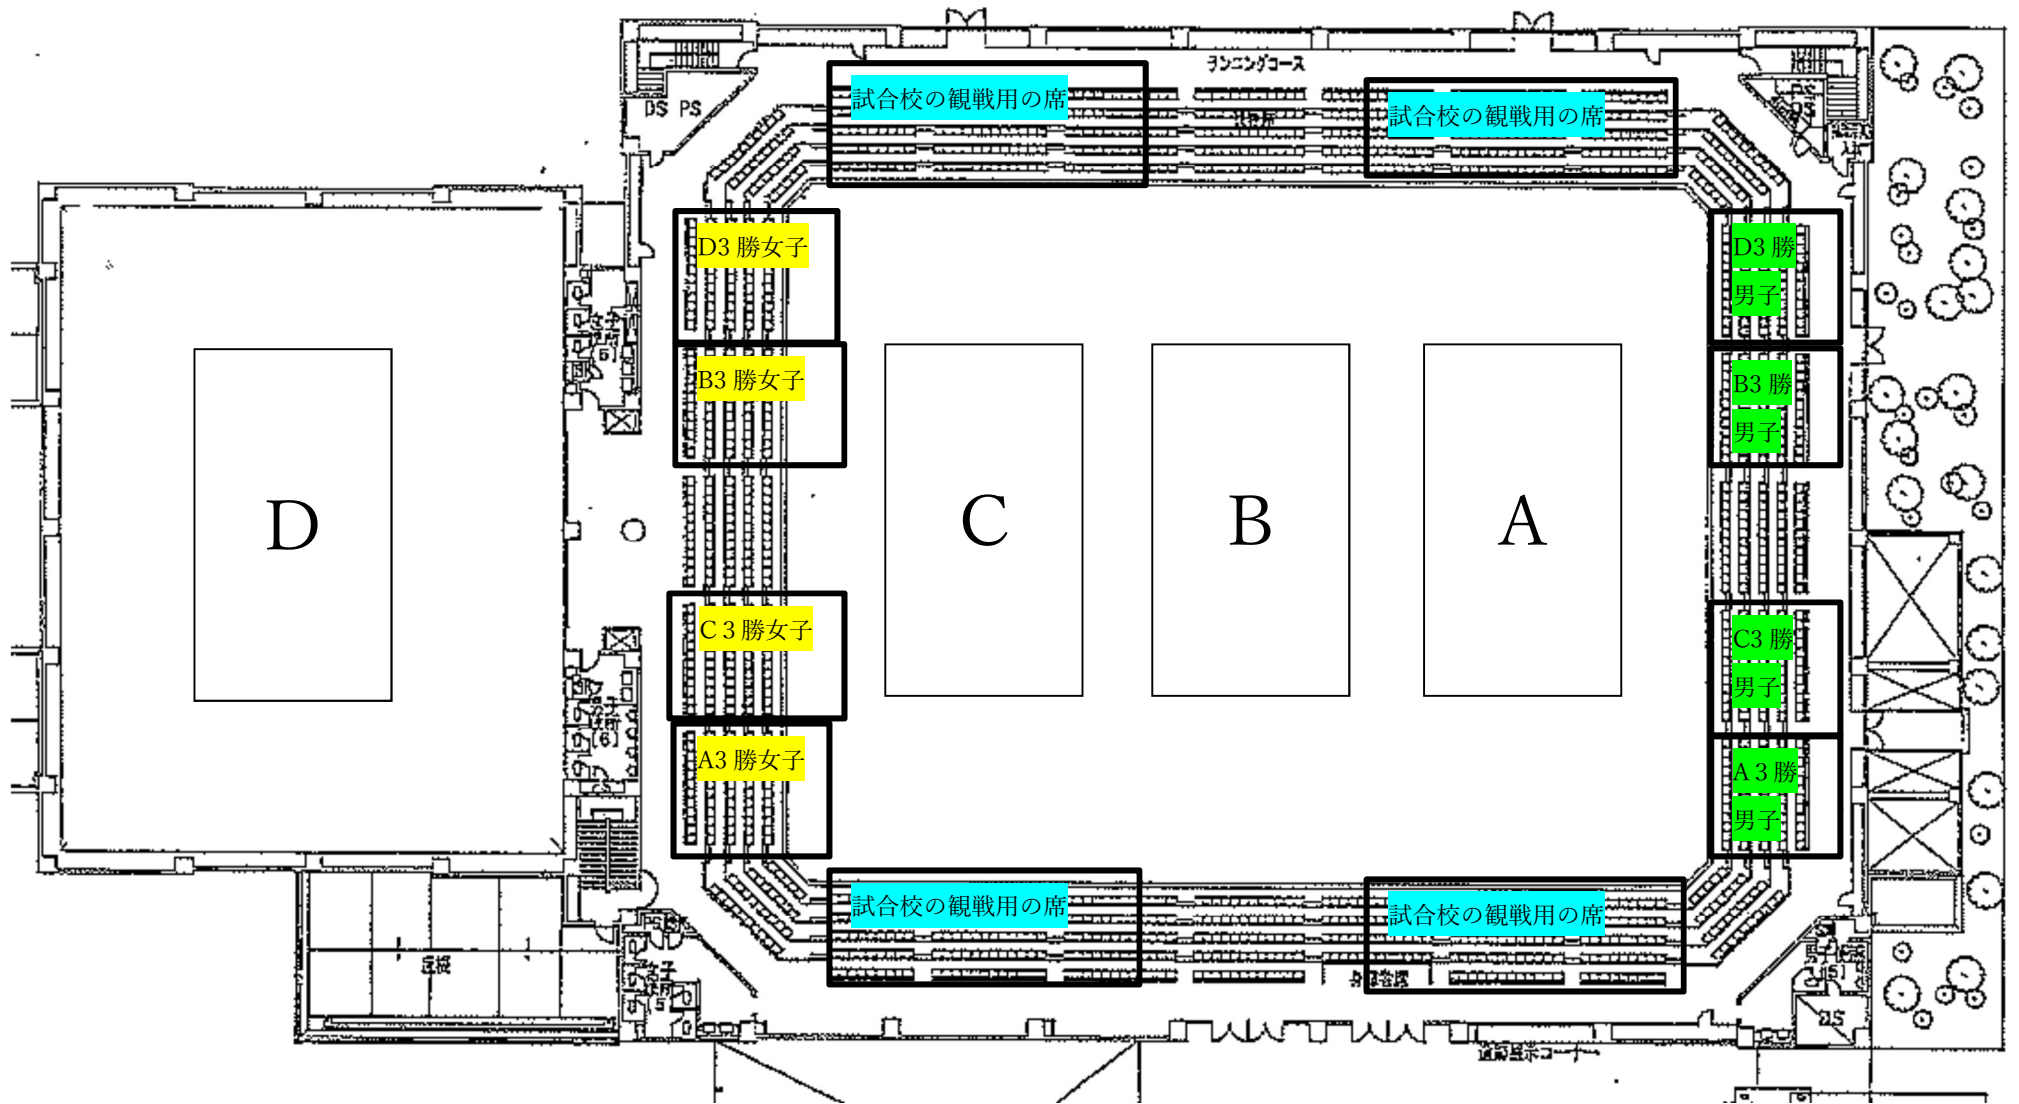 ランニングコース
試合校の観戦用の席
試合校の観戦用の席
DS PS
D3 勝女子
D3 勝
男子
B3 勝女子
B3 勝
男子
D
C
B
A
C３勝女子
C3 勝
男子
A3 勝女子
A３勝
男子
試合校の観戦用の席
試合校の観戦用の席
DS